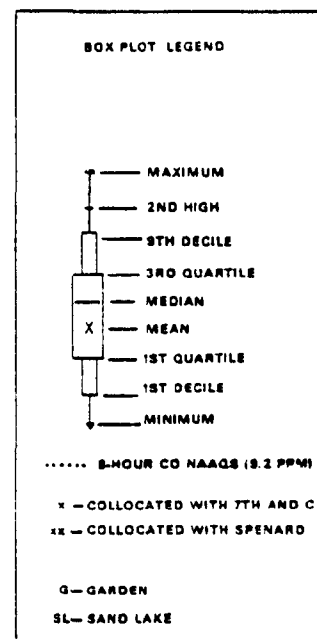 BOX PLOT LEGEND
MAXIMUM
2ND HIGH
9TH DECILE
3RD QUARTILE
MEDIAN
X MEAN
1ST QUARTILE
1ST DECILE
MINIMUM
...... 8-HOUR CO NAAQS (9.2 PPM)
X — COLLOCATED WITH 7TH AND C
XX — COLLOCATED WITH SPENARD
G — GARDEN
SL — SAND LAKE